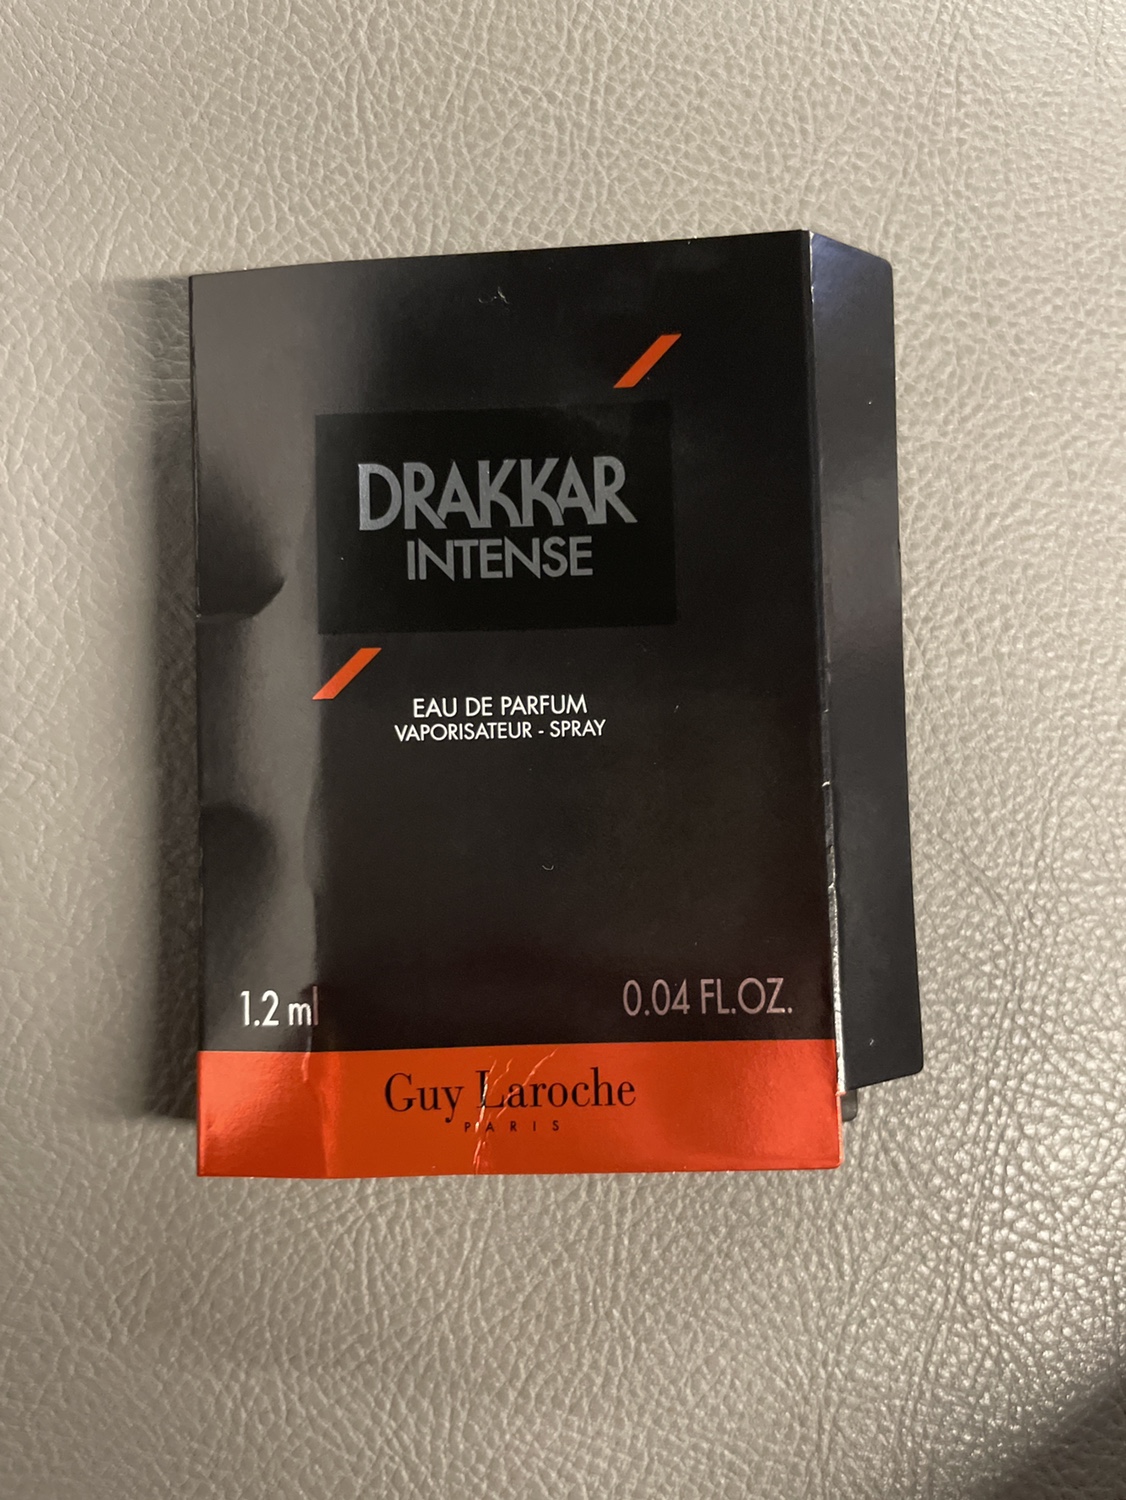 DRAKKAR
INTENSE
EAU DE PARFUM
VAPORISATEUR - SPRAY
1.2 ml 0.04 FL.OZ.
Guy Laroche
PARIS